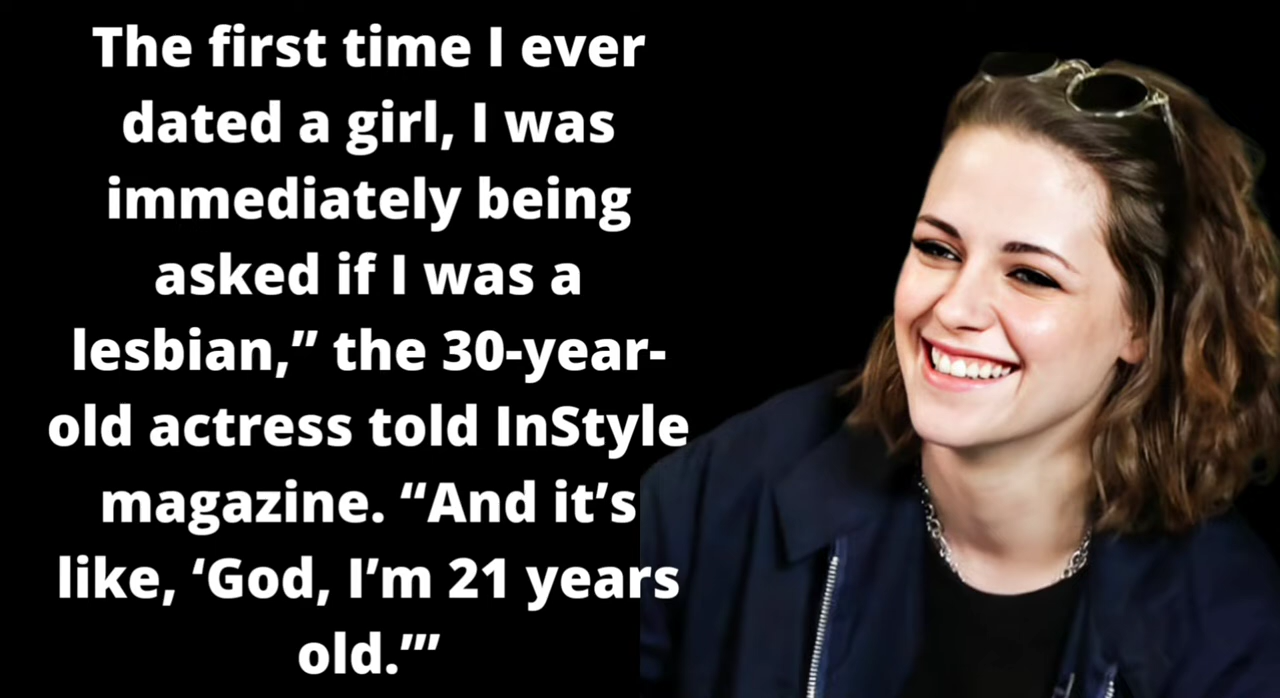 The first time I ever
dated a girl, I was
immediately being
asked if I was a
lesbian,” the 30-year-
old actress told InStyle
magazine. “And it’s
like, ‘God, I’m 21 years
old.’”